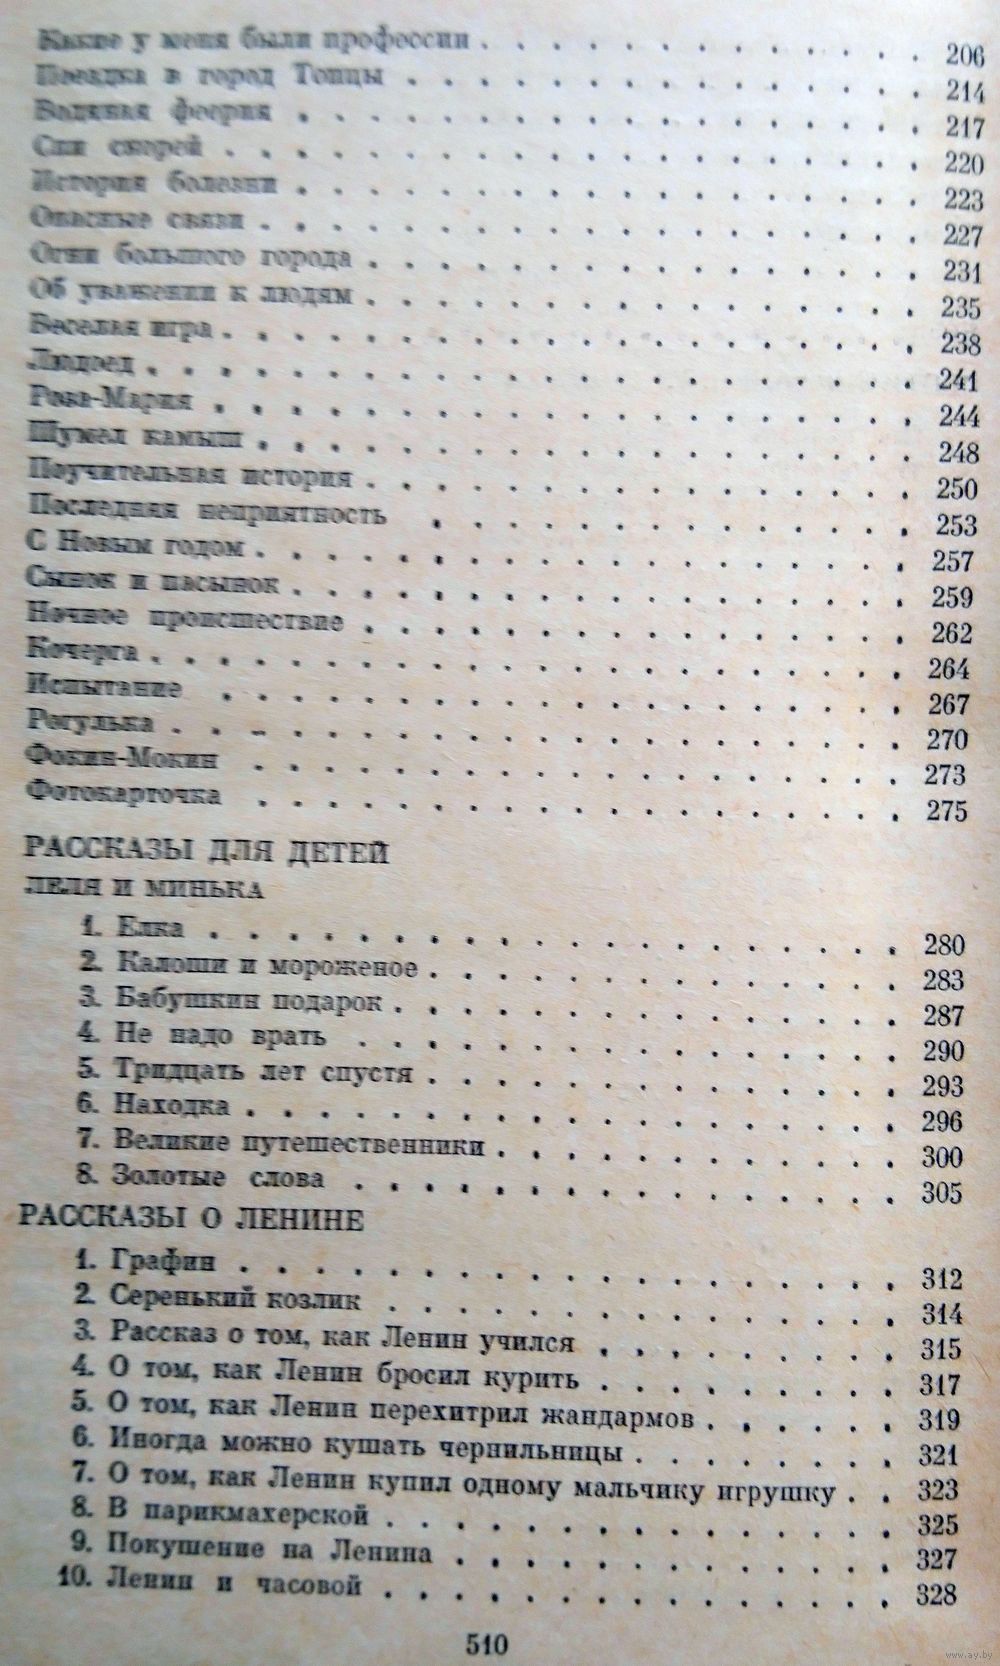 Какие у меня были профессии . . . . . . . . . . . . . 206
Поездка в город Топцы . . . . . . . . . . . . . . . 214
Водяная феерия . . . . . . . . . . . . . . . . . . 217
Спи скорей . . . . . . . . . . . . . . . . . . . . 220
История болезни . . . . . . . . . . . . . . . . . . 223
Опасные связи . . . . . . . . . . . . . . . . . . . 227
Огни большого города . . . . . . . . . . . . . . . . 231
Об уважении к людям . . . . . . . . . . . . . . . . 235
Веселая игра . . . . . . . . . . . . . . . . . . . . 238
Людоед . . . . . . . . . . . . . . . . . . . . . . 241
Роза-Мария . . . . . . . . . . . . . . . . . . . . 244
Шумел камыш . . . . . . . . . . . . . . . . . . . 248
Поучительная история . . . . . . . . . . . . . . . . 250
Последняя неприятность . . . . . . . . . . . . . . 253
С Новым годом . . . . . . . . . . . . . . . . . . . 257
Сынок и пасынок . . . . . . . . . . . . . . . . . . 259
Ночное происшествие . . . . . . . . . . . . . . . . 262
Кочерга . . . . . . . . . . . . . . . . . . . . . . 264
Испытание . . . . . . . . . . . . . . . . . . . . 267
Рогулька . . . . . . . . . . . . . . . . . . . . . 270
Фокин-Мокин . . . . . . . . . . . . . . . . . . . 273
Фотокарточка . . . . . . . . . . . . . . . . . . . 275
РАССКАЗЫ ДЛЯ ДЕТЕЙ
ЛЕЛЯ И МИНЬКА
1. Елка . . . . . . . . . . . . . . . . . . . . 280
2. Калоши и мороженое . . . . . . . . . . . . . . 283
3. Бабушкин подарок . . . . . . . . . . . . . . . 287
4. Не надо врать . . . . . . . . . . . . . . . . 290
5. Тридцать лет спустя . . . . . . . . . . . . . . 293
6. Находка . . . . . . . . . . . . . . . . . . . 296
7. Великие путешественники . . . . . . . . . . . . 300
8. Золотые слова . . . . . . . . . . . . . . . . 305
РАССКАЗЫ О ЛЕНИНЕ
1. Графин . . . . . . . . . . . . . . . . . . . 312
2. Серенький козлик . . . . . . . . . . . . . . . 314
3. Рассказ о том, как Ленин учился . . . . . . . . . 315
4. О том, как Ленин бросил курить . . . . . . . . . 317
5. О том, как Ленин перехитрил жандармов . . . . . . 319
6. Иногда можно кушать чернильницы . . . . . . . . 321
7. О том, как Ленин купил одному мальчику игрушку . . 323
8. В парикмахерской . . . . . . . . . . . . . . . 325
9. Покушение на Ленина . . . . . . . . . . . . . 327
10. Ленин и часовой . . . . . . . . . . . . . . . 328
510
www.ay.by